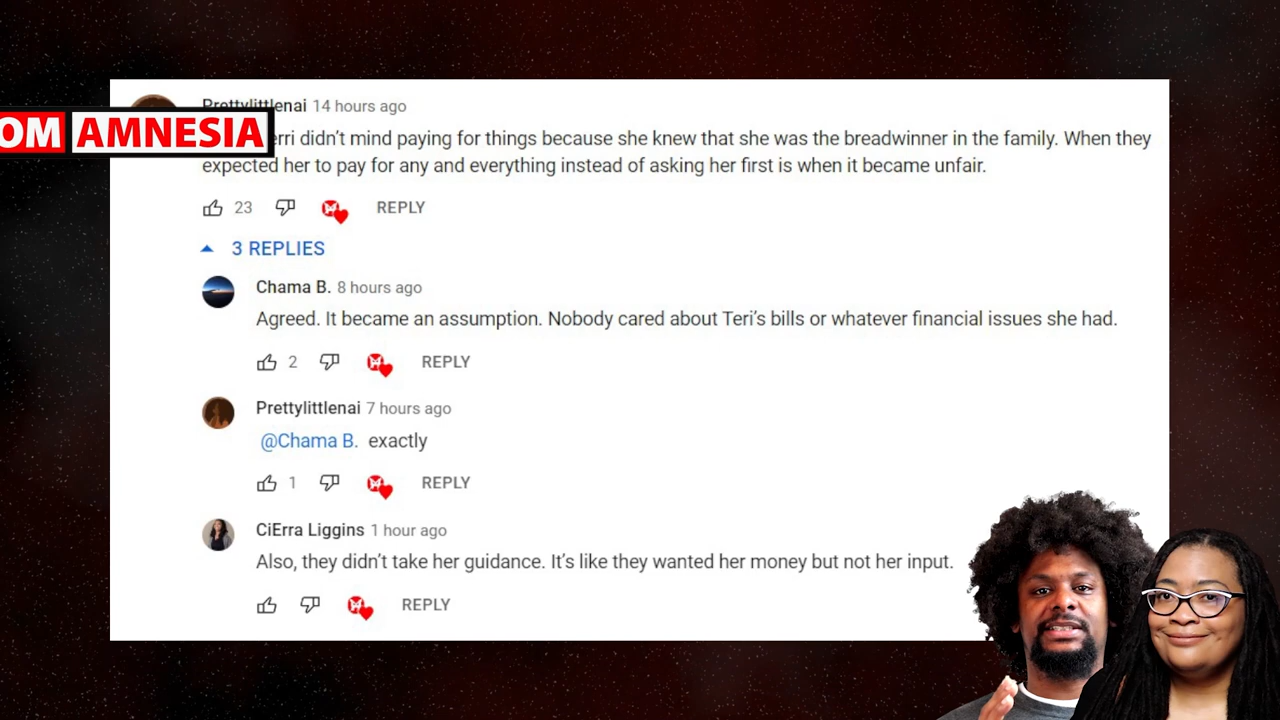 Prettylittlenai 14 hours ago
OM AMNESIA
erri didn't mind paying for things because she knew that she was the breadwinner in the family. When they
expected her to pay for any and everything instead of asking her first is when it became unfair.
23 REPLY
3 REPLIES
Chama B. 8 hours ago
Agreed. It became an assumption. Nobody cared about Teri's bills or whatever financial issues she had.
2 REPLY
Prettylittlenai 7 hours ago
@Chama B. exactly
1 REPLY
CiErra Liggins 1 hour ago
Also, they didn't take her guidance. It's like they wanted her money but not her input.
REPLY